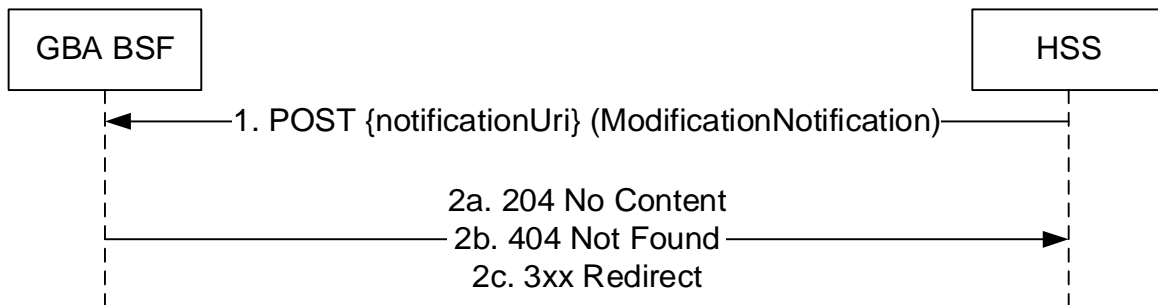 GBA BSF
HSS
1. POST {notificationUri} (ModificationNotification)
2a. 204 No Content
2b. 404 Not Found
2c. 3xx Redirect